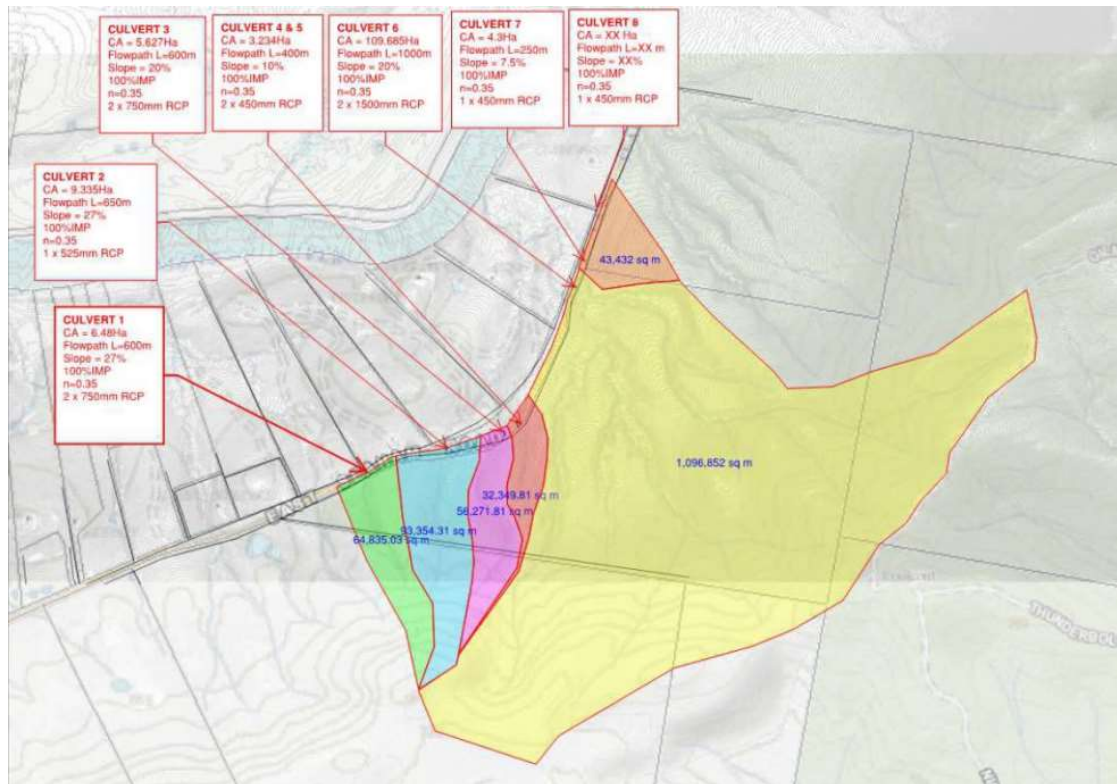 CULVERT 3
CA = 5.627Ha
Flowpath L=600m
Slope = 20%
100%IMP
n=0.35
2 x 750mm RCP
CULVERT 4 & 5
CA = 3.234Ha
Flowpath L=400m
Slope = 10%
100%IMP
n=0.35
2 x 450mm RCP
CULVERT 6
CA = 109.685Ha
Flowpath L=1000m
Slope = 20%
100%IMP
n=0.35
2 x 1500mm RCP
CULVERT 7
CA = 4.3Ha
Flowpath L=250m
Slope = 7.5%
100%IMP
n=0.35
1 x 450mm RCP
CULVERT 8
CA = XX Ha
Flowpath L=XX m
Slope = XX%
100%IMP
n=0.35
1 x 450mm RCP
CULVERT 2
CA = 9.335Ha
Flowpath L=650m
Slope = 27%
100%IMP
n=0.35
1 x 525mm RCP
CULVERT 1
CA = 6.48Ha
Flowpath L=600m
Slope = 27%
100%IMP
n=0.35
2 x 750mm RCP
43,432 sq m
1,096,852 sq m
32,349.81 sq m
56,271.81 sq m
93,354.31 sq m
64,835.03 sq m
EAST
THUNDERBOL